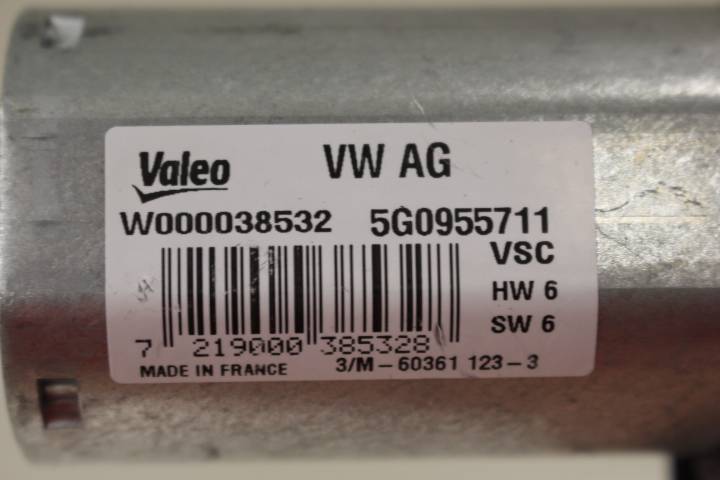 Valeo VW AG
W000038532 5G0955711
VSC
HW 6
SW 6
7 219000 385328
MADE IN FRANCE 3/M-60361 123-3